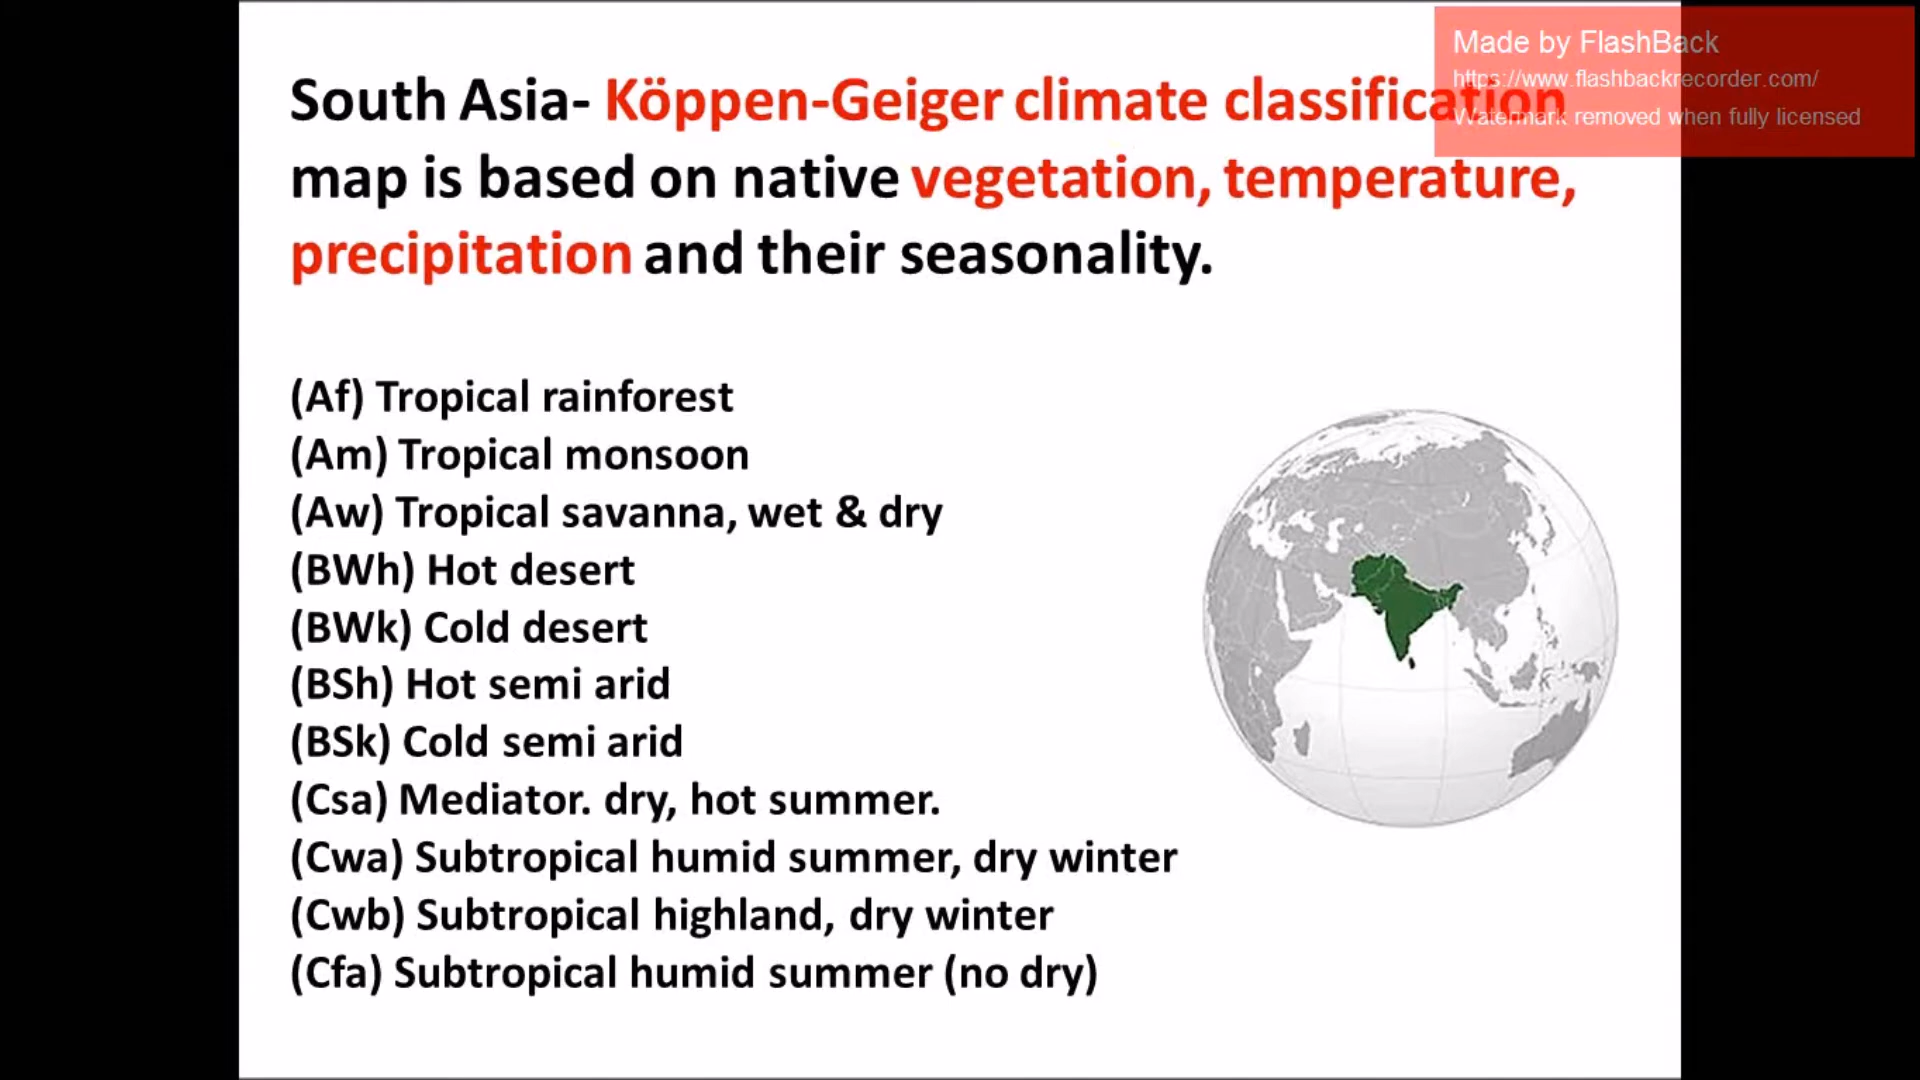 South Asia- Köppen-Geiger climate classification
map is based on native vegetation, temperature,
precipitation and their seasonality.
(Af) Tropical rainforest
(Am) Tropical monsoon
(Aw) Tropical savanna, wet & dry
(BWh) Hot desert
(BWk) Cold desert
(BSh) Hot semi arid
(BSk) Cold semi arid
(Csa) Mediator. dry, hot summer.
(Cwa) Subtropical humid summer, dry winter
(Cwb) Subtropical highland, dry winter
(Cfa) Subtropical humid summer (no dry)
Made by FlashBack
https://www.flashbackrecorder.com/
Watermark removed when fully licensed